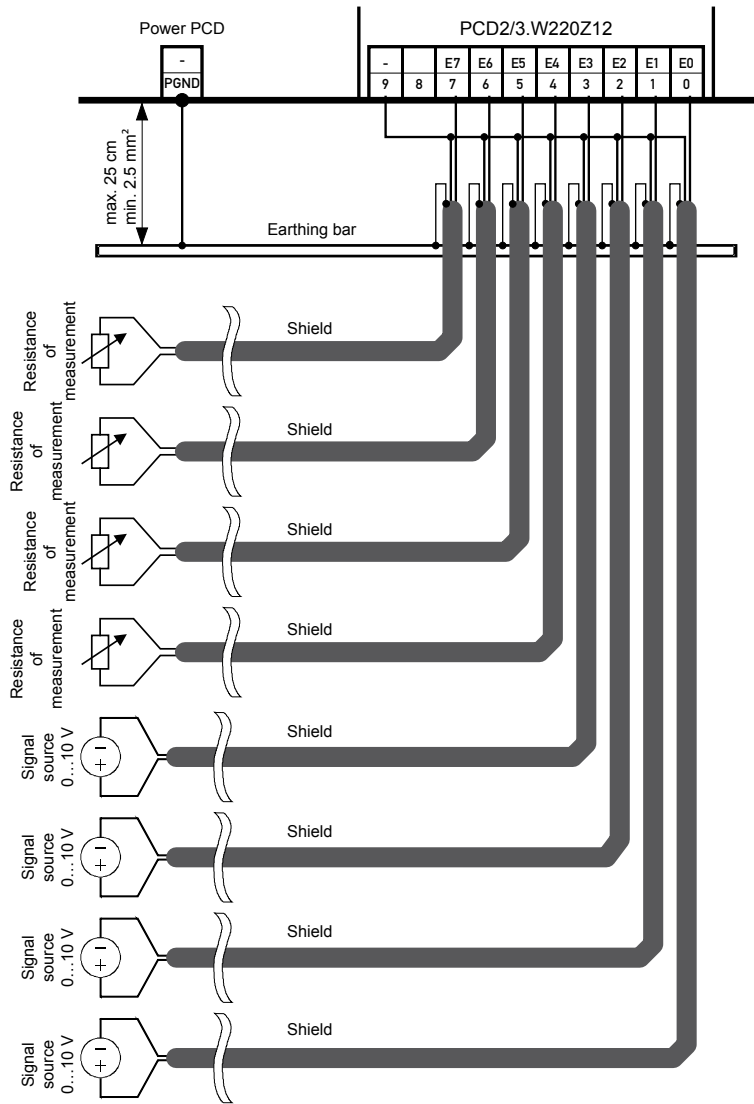 Power PCD
PCD2/3.W220Z12
-
PGND
- E7 E6 E5 E4 E3 E2 E1 E0
9 8 7 6 5 4 3 2 1 0
max. 25 cm
min. 2.5 mm²
Earthing bar
Resistance
of
measurement
Shield
Resistance
of
measurement
Shield
Resistance
of
measurement
Shield
Resistance
of
measurement
Shield
Signal
source
0...10 V
- 
+
Shield
Signal
source
0...10 V
-
+
Shield
Signal
source
0...10 V
-
+
Shield
Signal
source
0...10 V
-
+
Shield